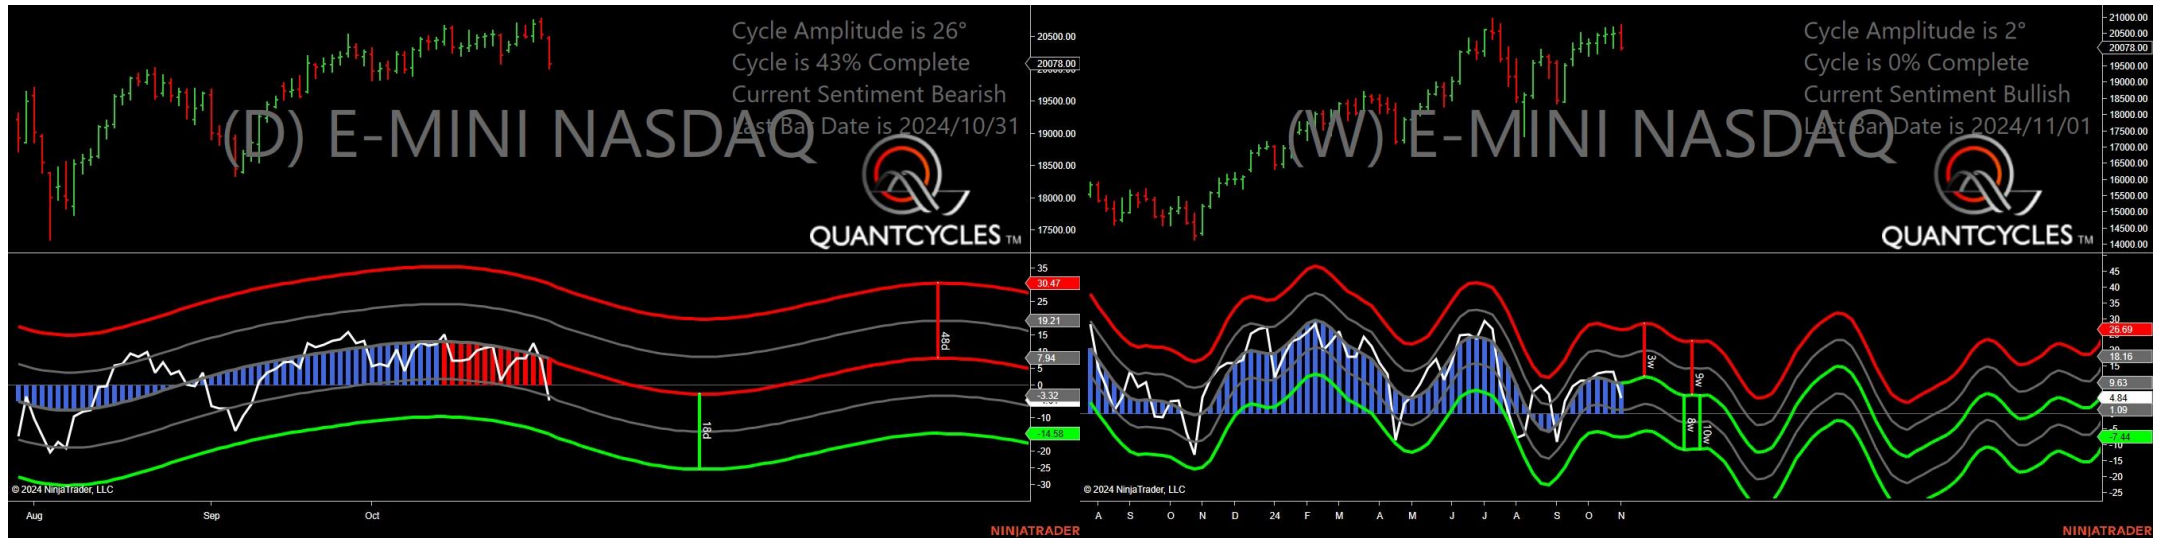 Cycle Amplitude is 26°
Cycle is 43% Complete
Current Sentiment Bearish
Last Bar Date is 2024/10/31
(D) E-MINI NASDAQ
QUANTCYCLES TM
20500.00
20078.00
19500.00
19000.00
18500.00
18000.00
17500.00
35
30.47
25
19.21
15
7.94
5
0
-3.32
-10
-14.58
-20
-25
-30
48d
18d
© 2024 NinjaTrader, LLC
Aug Sep Oct
NINJATRADER
Cycle Amplitude is 2°
Cycle is 0% Complete
Current Sentiment Bullish
Last Bar Date is 2024/11/01
(W) E-MINI NASDAQ
QUANTCYCLES TM
21000.00
20500.00
20078.00
19500.00
19000.00
18500.00
18000.00
17500.00
17000.00
16500.00
16000.00
15500.00
15000.00
14500.00
14000.00
45
40
35
30
26.69
18.16
15
9.63
4.84
1.09
-5
-7.44
-10
-15
-20
-25
3w
9w
8w
10w
© 2024 NinjaTrader, LLC
A S O N D 24 F M A M J J A S O N
NINJATRADER